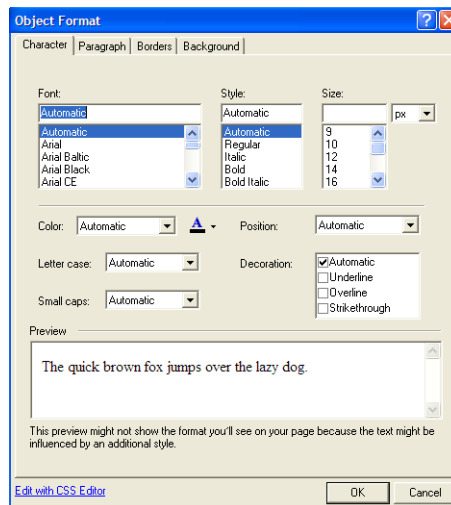 Object Format
Character Paragraph Borders Background
Font: Style: Size:
Automatic Automatic px
Automatic Automatic 9
Arial Regular 10
Arial Baltic Italic 12
Arial Black Bold 14
Arial CE Bold Italic 16
Color: Automatic A Position: Automatic
Letter case: Automatic Decoration: Automatic
Underline
Small caps: Automatic Overline
Strikethrough
Preview
The quick brown fox jumps over the lazy dog.
This preview might not show the format you'll see on your page because the text might be
influenced by an additional style.
Edit with CSS Editor OK Cancel